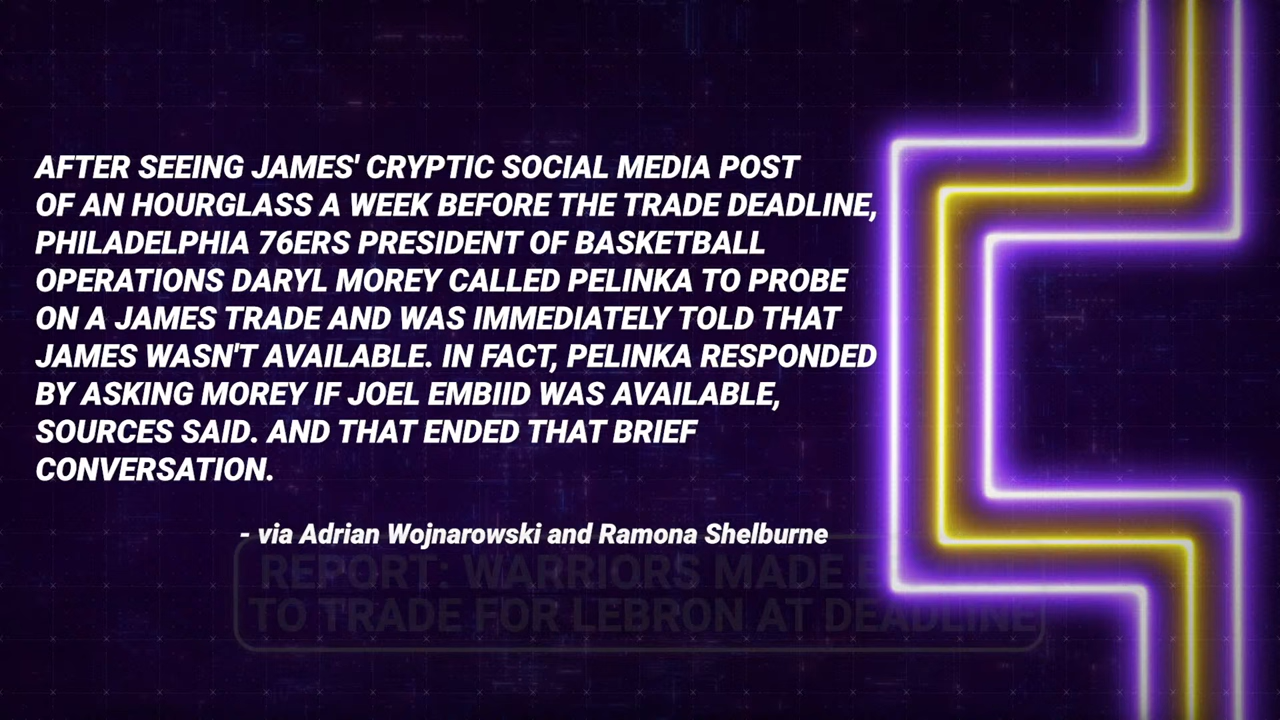 AFTER SEEING JAMES' CRYPTIC SOCIAL MEDIA POST
OF AN HOURGLASS A WEEK BEFORE THE TRADE DEADLINE,
PHILADELPHIA 76ERS PRESIDENT OF BASKETBALL
OPERATIONS DARYL MOREY CALLED PELINKA TO PROBE
ON A JAMES TRADE AND WAS IMMEDIATELY TOLD THAT
JAMES WASN'T AVAILABLE. IN FACT, PELINKA RESPONDED
BY ASKING MOREY IF JOEL EMBIID WAS AVAILABLE,
SOURCES SAID. AND THAT ENDED THAT BRIEF
CONVERSATION.
- via Adrian Wojnarowski and Ramona Shelburne
REPORT: WARRIORS MADE
TO TRADE FOR LEBRON AT DEADLINE